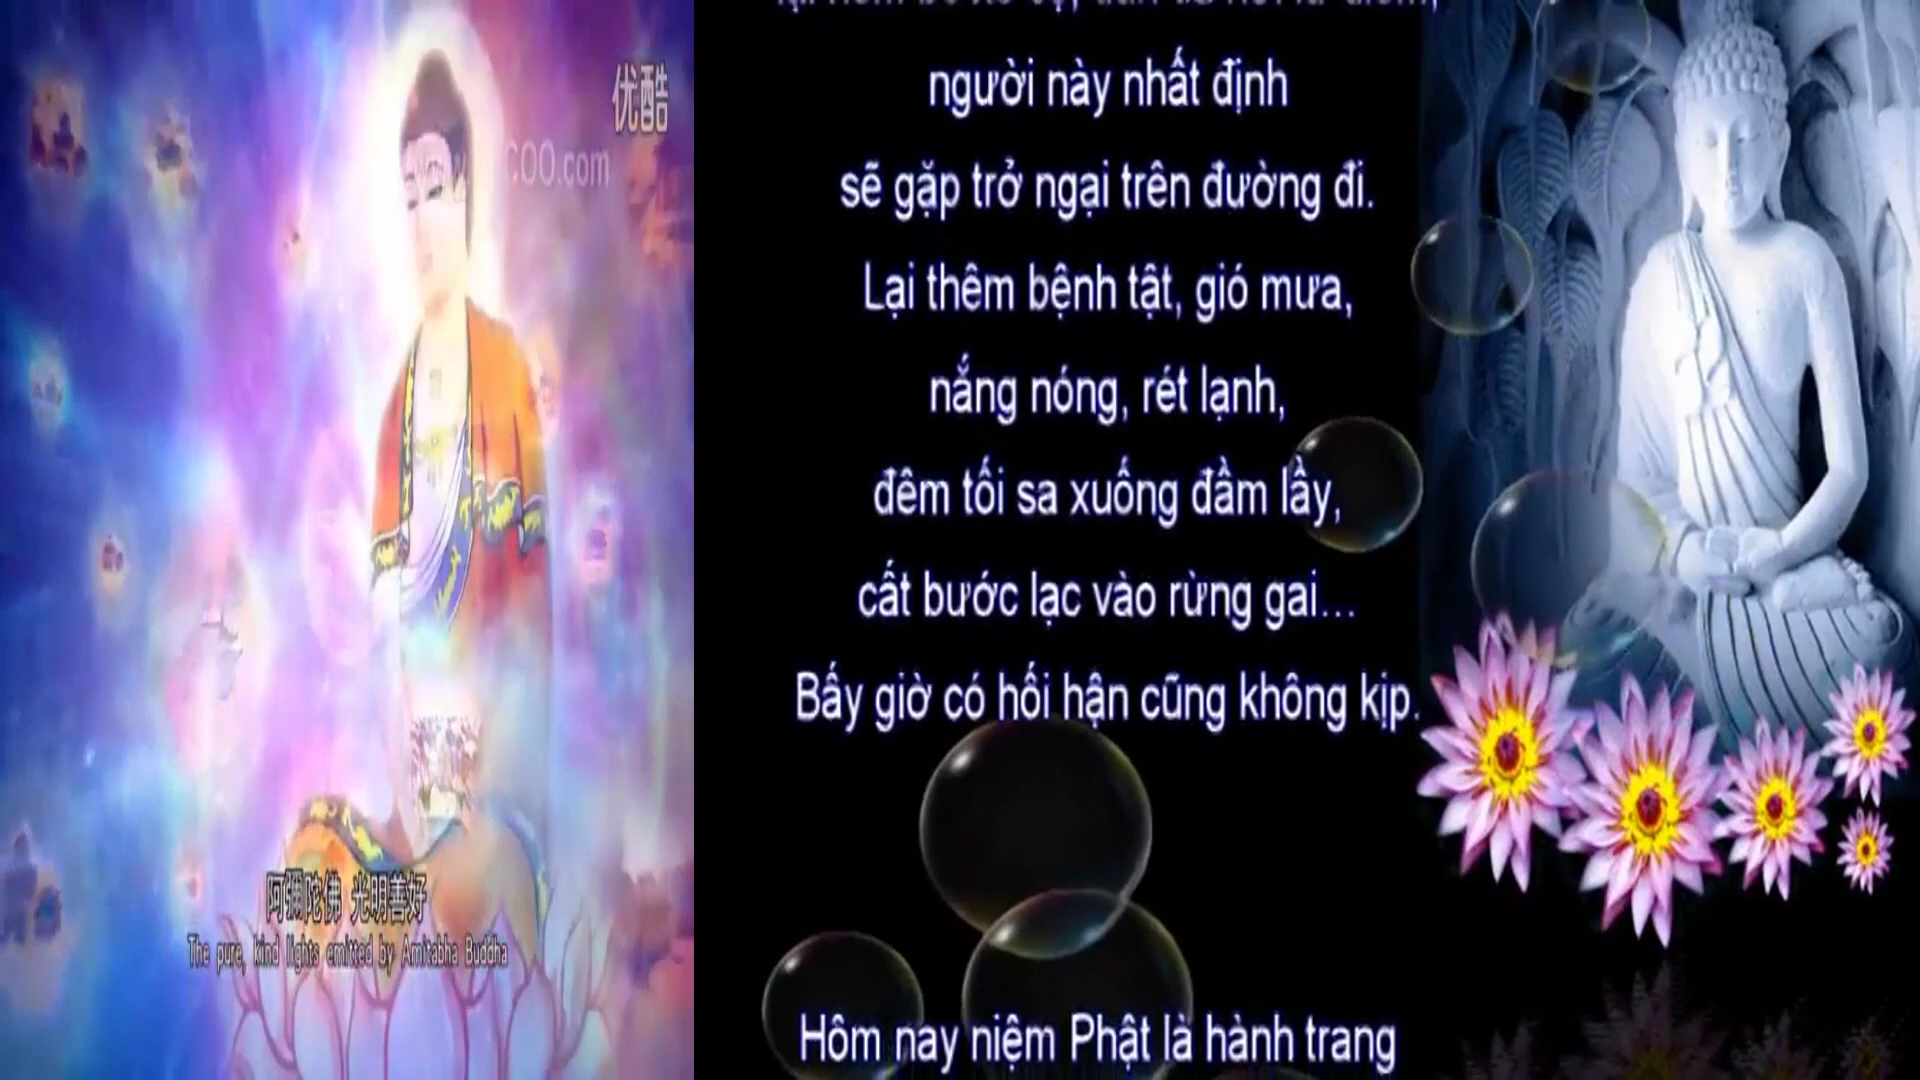 优酷
COO.com
阿彌陀佛 光明善好
The pure, kind lights emitted by Amitabha Buddha
người này nhất định
sẽ gặp trở ngại trên đường đi.
Lại thêm bệnh tật, gió mưa,
nắng nóng, rét lạnh,
đêm tối sa xuống đầm lầy,
cất bước lạc vào rừng gai...
Bấy giờ có hối hận cũng không kịp.
Hôm nay niệm Phật là hành trang